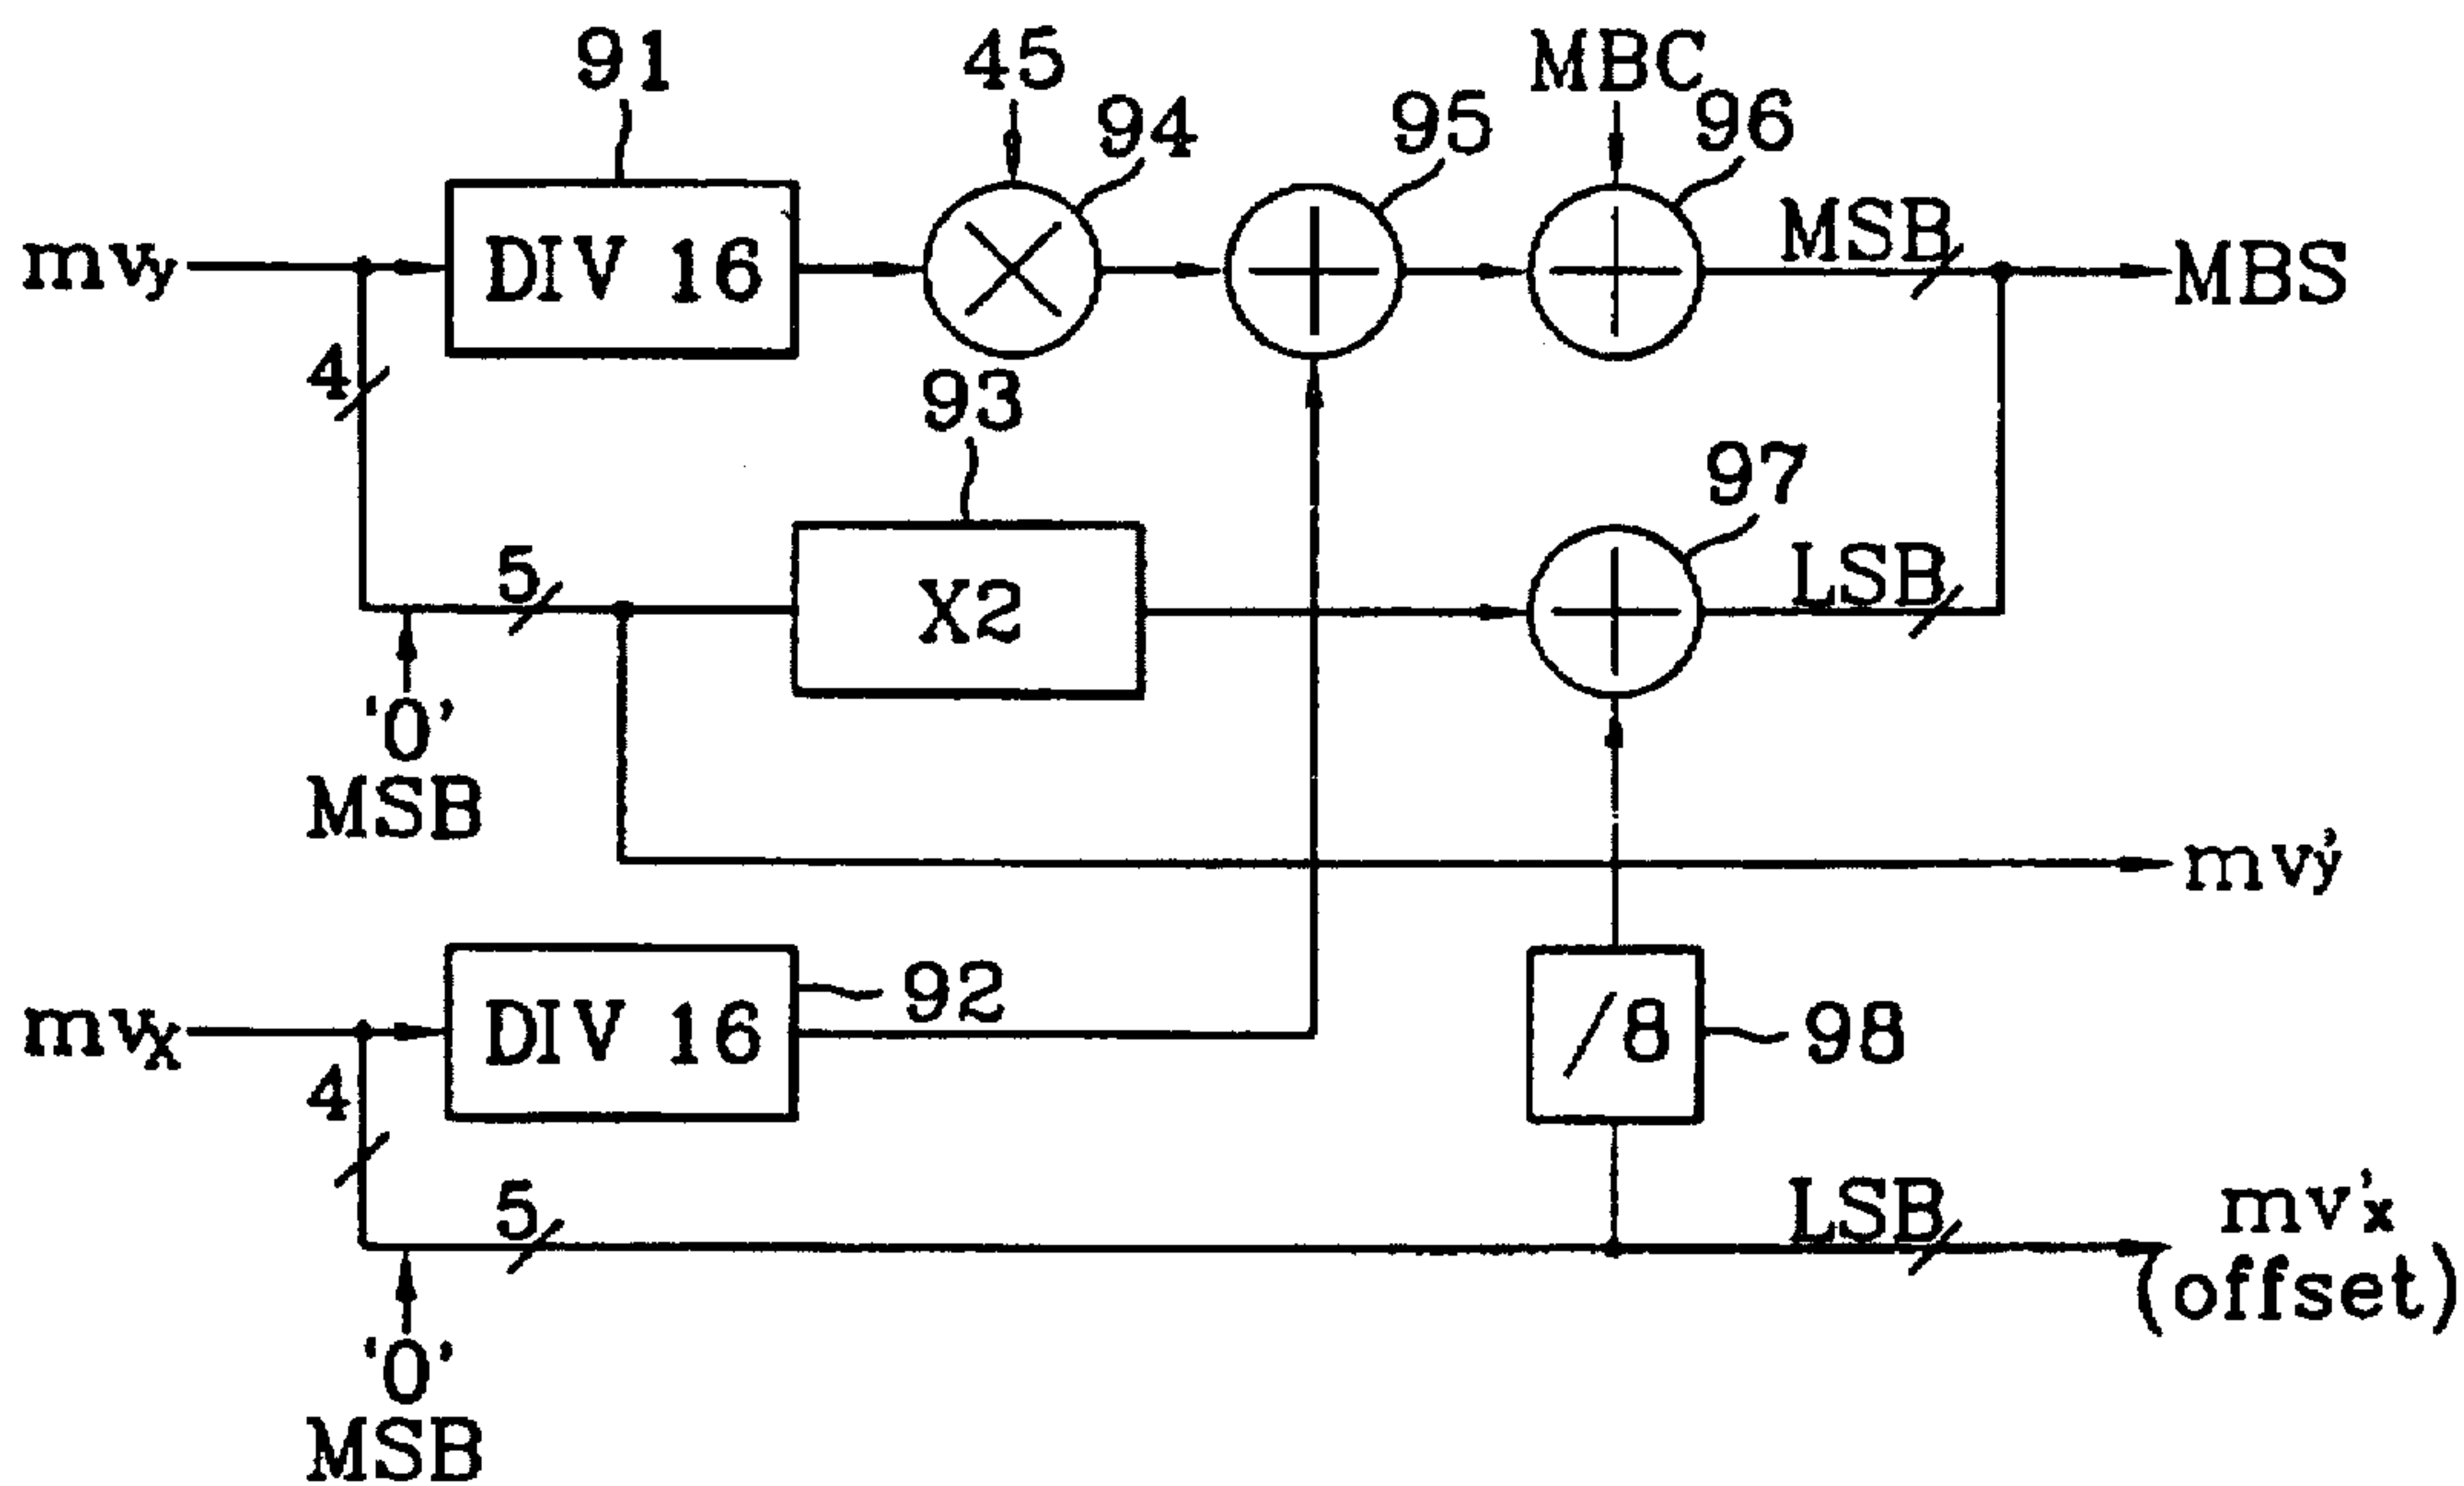 91
45
MBC
94
95
96
mvy
DIV 16
MSB
MBS
4
93
97
5
X2
LSB
'0'
MSB
mv'y
mvx
DIV 16
92
/8
98
4
5
LSB
mv'x
(offset)
'0'
MSB